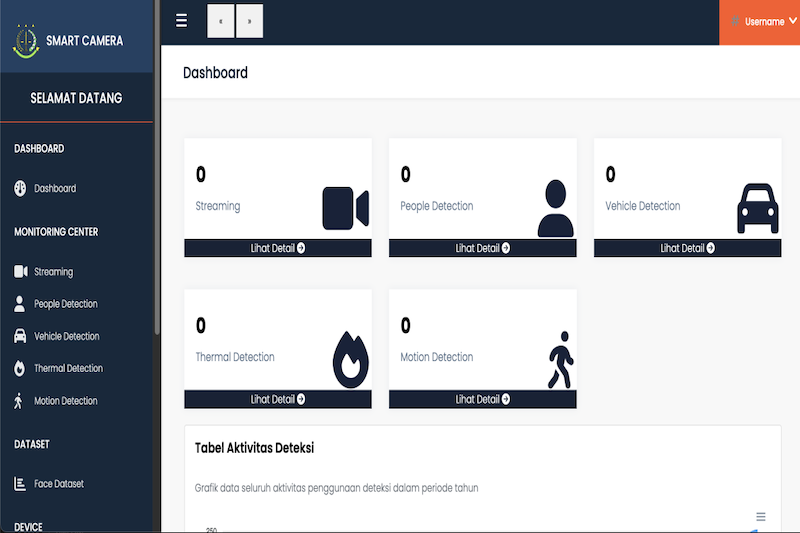 SMART CAMERA
« »
Username
SELAMAT DATANG
DASHBOARD
Dashboard
MONITORING CENTER
Streaming
People Detection
Vehicle Detection
Thermal Detection
Motion Detection
DATASET
Face Dataset
DEVICE
Dashboard
0
Streaming
Lihat Detail
0
People Detection
Lihat Detail
0
Vehicle Detection
Lihat Detail
0
Thermal Detection
Lihat Detail
0
Motion Detection
Lihat Detail
Tabel Aktivitas Deteksi
Grafik data seluruh aktivitas penggunaan deteksi dalam periode tahun
250